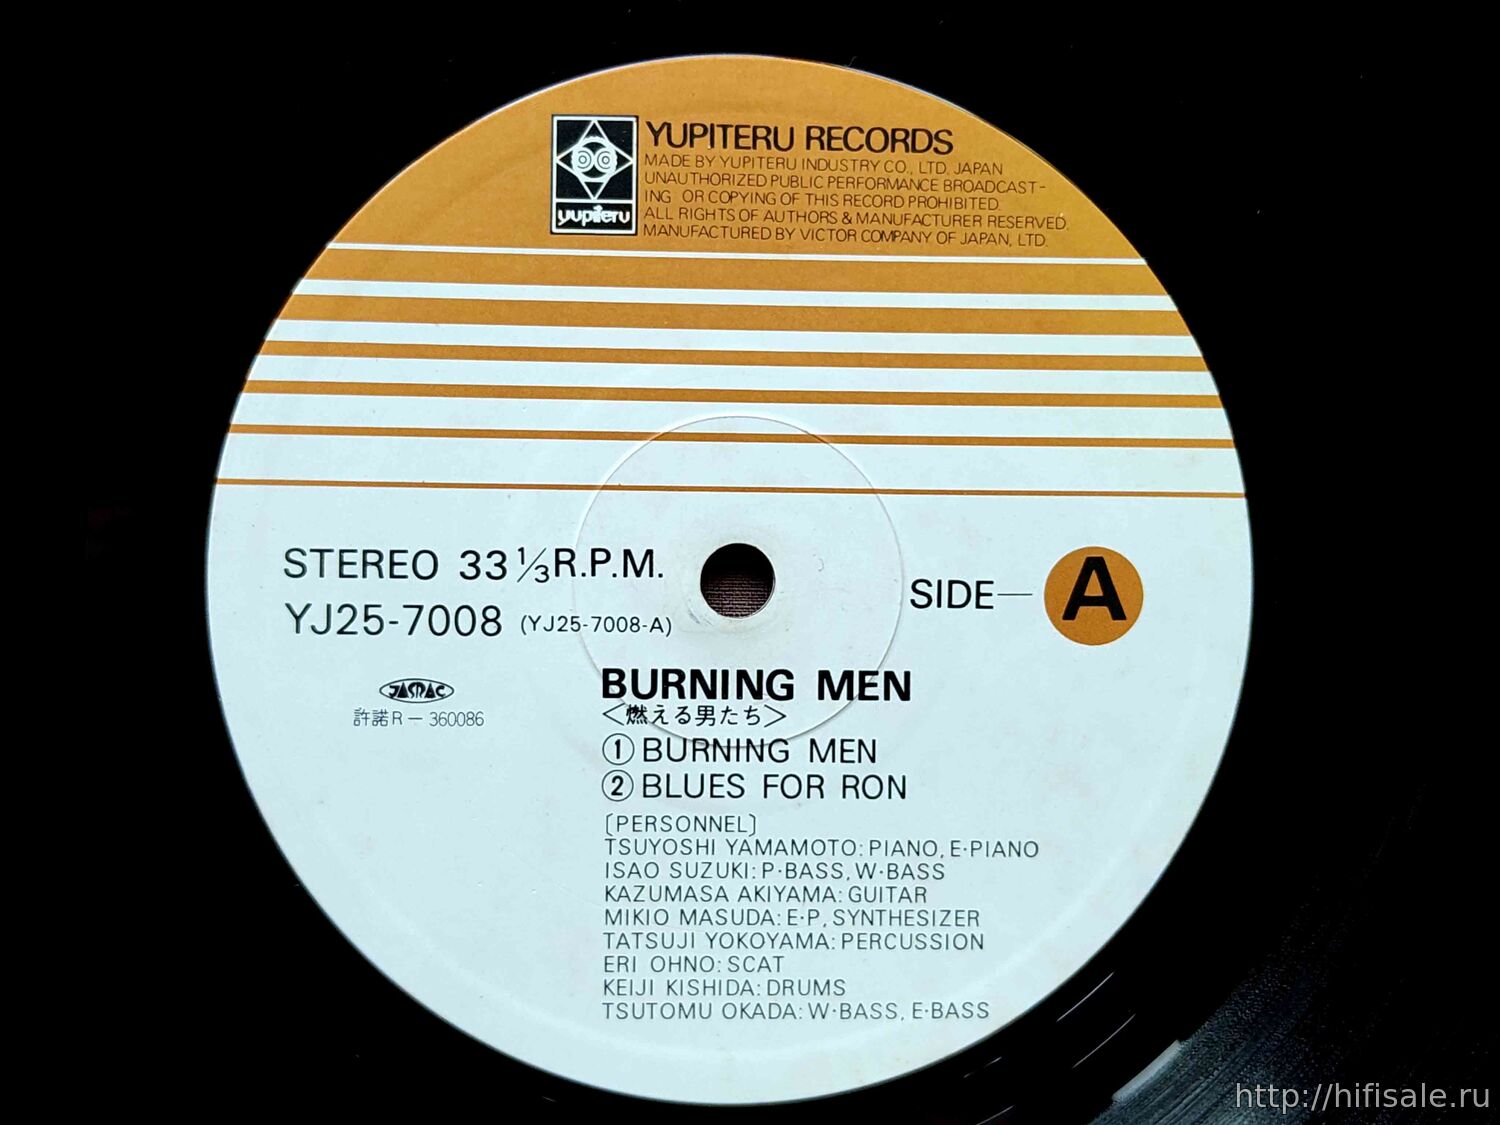 YUPITERU RECORDS
MADE BY YUPITERU INDUSTRY CO., LTD. JAPAN
UNAUTHORIZED PUBLIC PERFORMANCE BROADCAST-
ING OR COPYING OF THIS RECORD PROHIBITED.
ALL RIGHTS OF AUTHORS & MANUFACTURER RESERVED.
MANUFACTURED BY VICTOR COMPANY OF JAPAN, LTD.
yupiteru
STEREO 33⅓R.P.M.
YJ25-7008 (YJ25-7008-A)
SIDE—A
JASRAC
許諾R－360086
BURNING MEN
<燃える男たち>
①BURNING MEN
②BLUES FOR RON
〔PERSONNEL〕
TSUYOSHI YAMAMOTO:PIANO, E·PIANO
ISAO SUZUKI:P·BASS, W·BASS
KAZUMASA AKIYAMA:GUITAR
MIKIO MASUDA:E·P, SYNTHESIZER
TATSUJI YOKOYAMA:PERCUSSION
ERI OHNO:SCAT
KEIJI KISHIDA:DRUMS
TSUTOMU OKADA:W·BASS, E·BASS
http://hifisale.ru